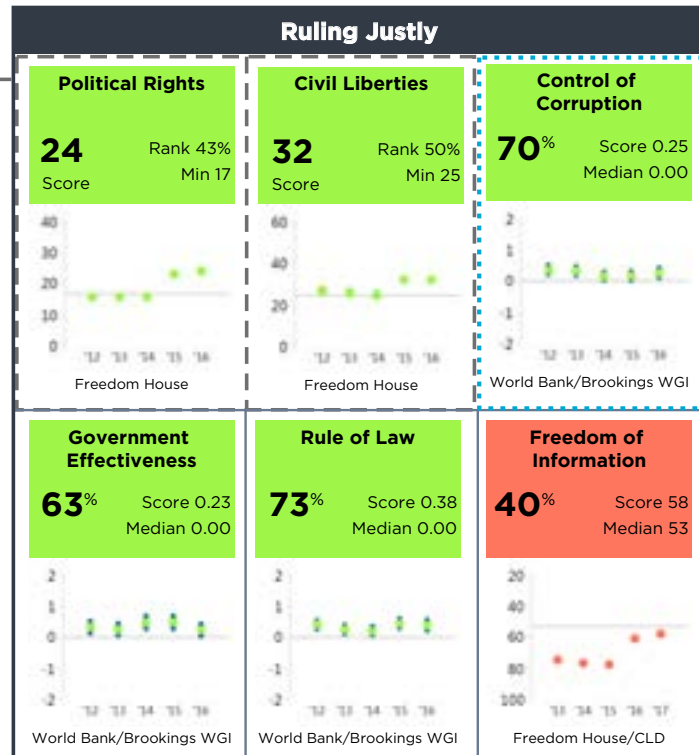 Ruling Justly
Political Rights
24
Score
Rank 43%
Min 17
40
30
20
10
0
'12 '13 '14 '15 '16
Freedom House
Civil Liberties
32
Score
Rank 50%
Min 25
60
40
20
0
'12 '13 '14 '15 '16
Freedom House
Control of
Corruption
70%
Score 0.25
Median 0.00
2
1
0
-1
-2
'12 '13 '14 '15 '16
World Bank/Brookings WGI
Government
Effectiveness
63%
Score 0.23
Median 0.00
2
1
0
-1
-2
'12 '13 '14 '15 '16
World Bank/Brookings WGI
Rule of Law
73%
Score 0.38
Median 0.00
2
1
0
-1
-2
'12 '13 '14 '15 '16
World Bank/Brookings WGI
Freedom of
Information
40%
Score 58
Median 53
20
40
60
80
100
'13 '14 '15 '16 '17
Freedom House/CLD